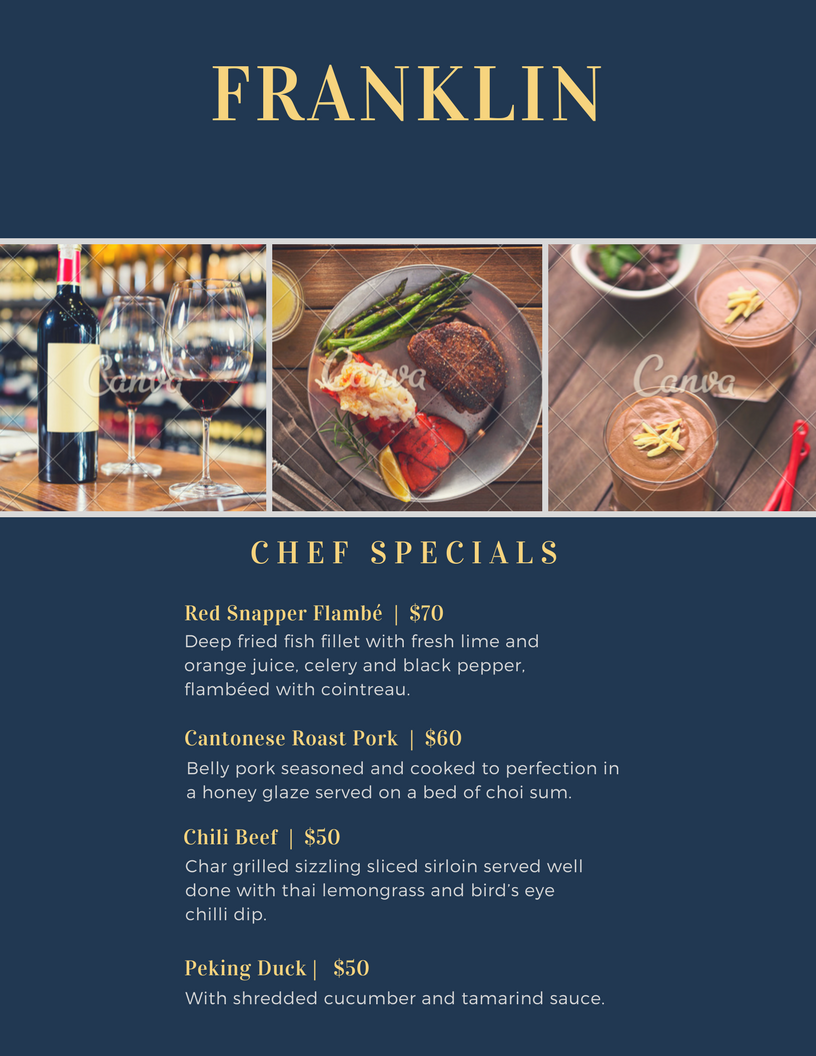 FRANKLIN
Canva
Canva
Canva
CHEF SPECIALS
Red Snapper Flambé | $70
Deep fried fish fillet with fresh lime and
orange juice, celery and black pepper,
flambéed with cointreau.
Cantonese Roast Pork | $60
Belly pork seasoned and cooked to perfection in
a honey glaze served on a bed of choi sum.
Chili Beef | $50
Char grilled sizzling sliced sirloin served well
done with thai lemongrass and bird’s eye
chilli dip.
Peking Duck | $50
With shredded cucumber and tamarind sauce.